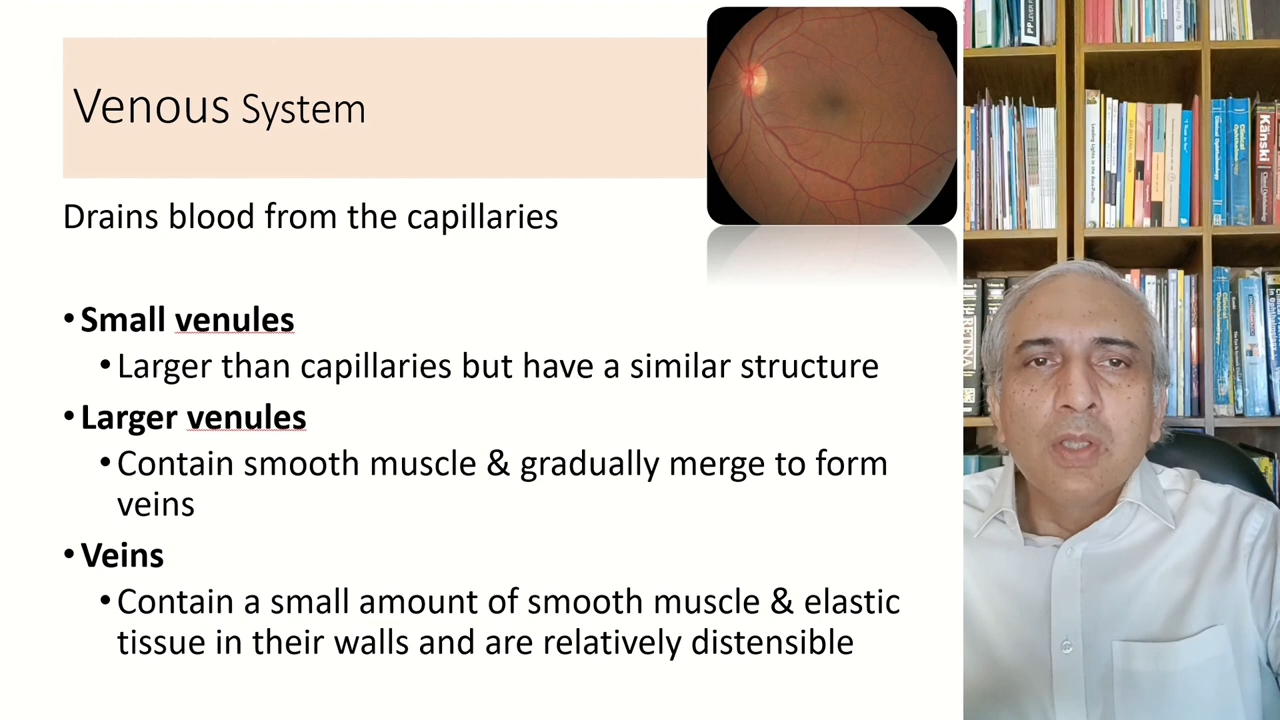 Venous System
Drains blood from the capillaries
• Small venules
• Larger than capillaries but have a similar structure
• Larger venules
• Contain smooth muscle & gradually merge to form
veins
• Veins
• Contain a small amount of smooth muscle & elastic
tissue in their walls and are relatively distensible
Kanski
RETINA